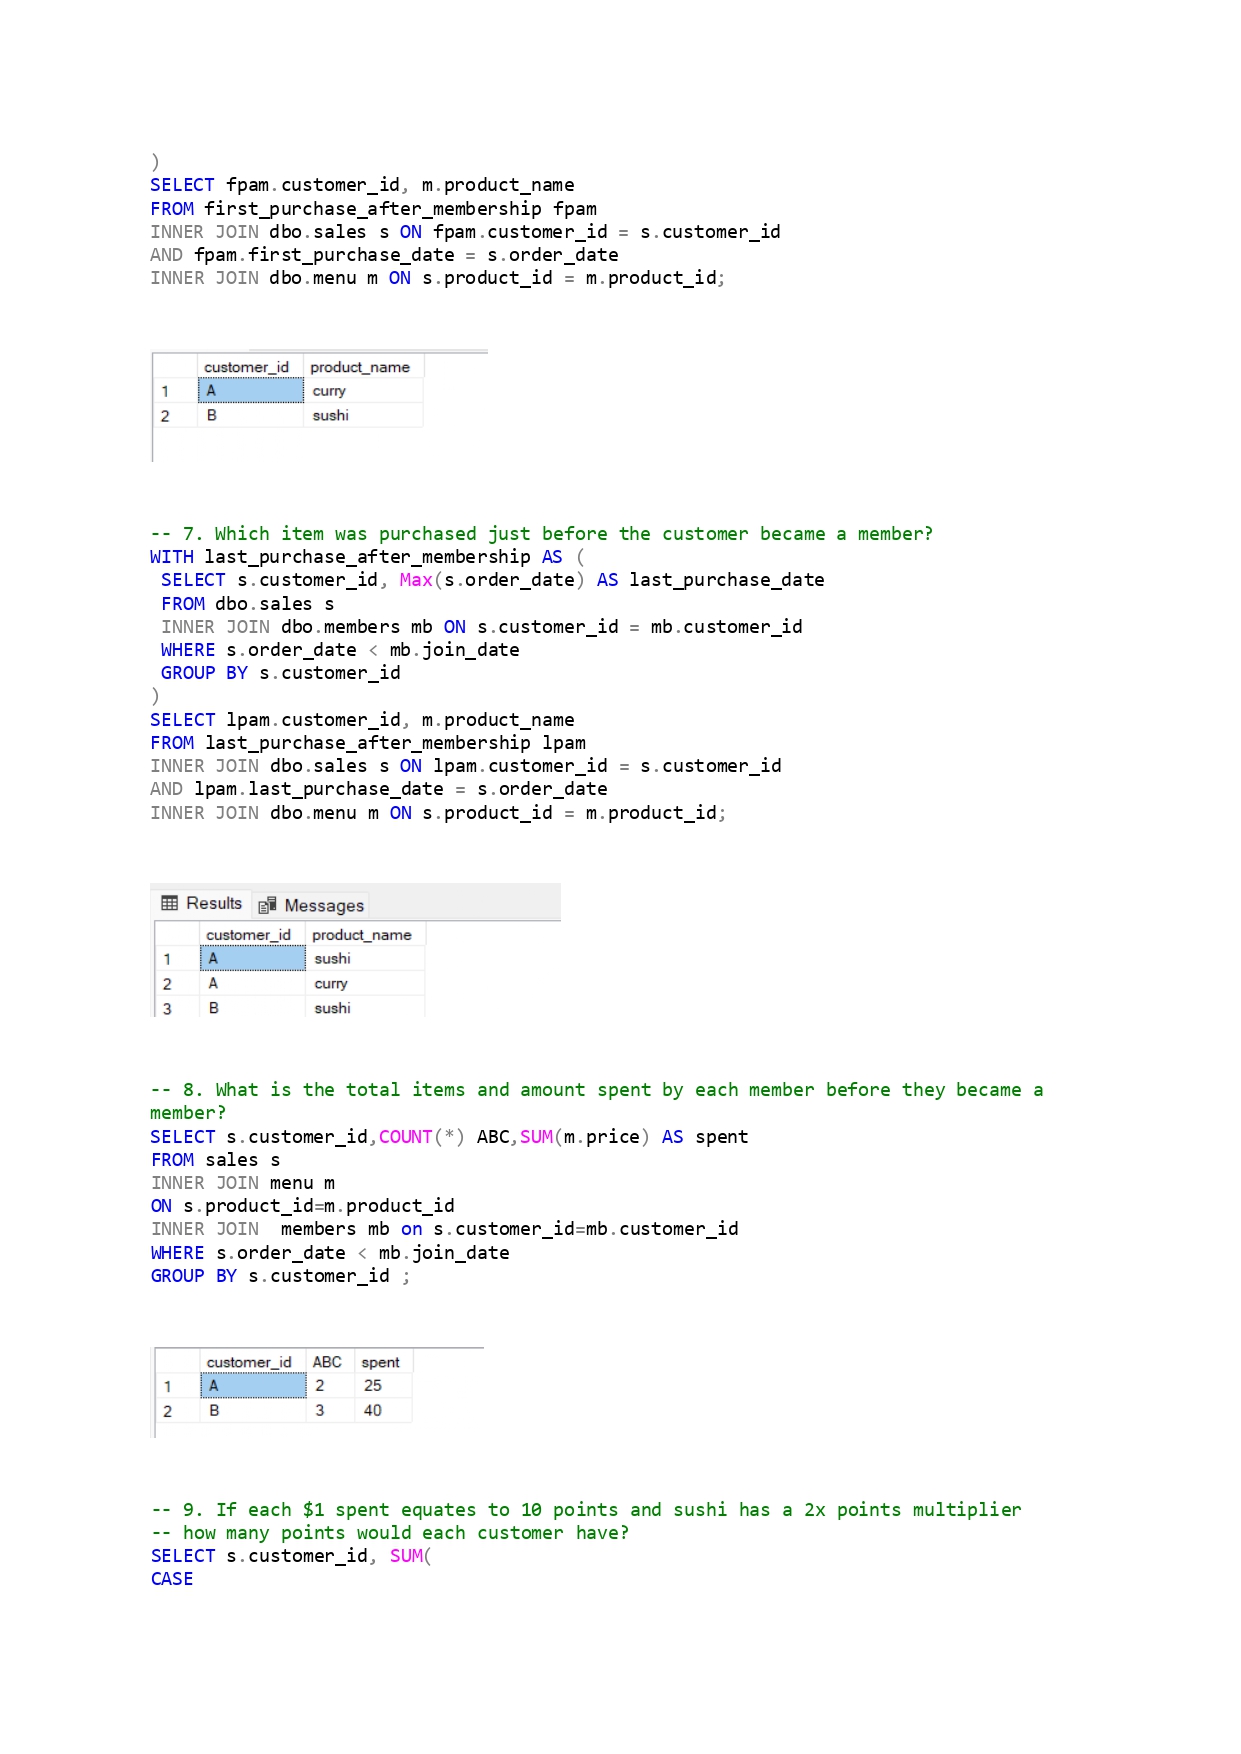 )
SELECT fpam.customer_id, m.product_name
FROM first_purchase_after_membership fpam
INNER JOIN dbo.sales s ON fpam.customer_id = s.customer_id
AND fpam.first_purchase_date = s.order_date
INNER JOIN dbo.menu m ON s.product_id = m.product_id;
customer_id product_name
1 A curry
2 B sushi
-- 7. Which item was purchased just before the customer became a member?
WITH last_purchase_after_membership AS (
SELECT s.customer_id, Max(s.order_date) AS last_purchase_date
FROM dbo.sales s
INNER JOIN dbo.members mb ON s.customer_id = mb.customer_id
WHERE s.order_date < mb.join_date
GROUP BY s.customer_id
)
SELECT lpam.customer_id, m.product_name
FROM last_purchase_after_membership lpam
INNER JOIN dbo.sales s ON lpam.customer_id = s.customer_id
AND lpam.last_purchase_date = s.order_date
INNER JOIN dbo.menu m ON s.product_id = m.product_id;
Results Messages
customer_id product_name
1 A sushi
2 A curry
3 B sushi
-- 8. What is the total items and amount spent by each member before they became a
member?
SELECT s.customer_id,COUNT(*) ABC,SUM(m.price) AS spent
FROM sales s
INNER JOIN menu m
ON s.product_id=m.product_id
INNER JOIN  members mb on s.customer_id=mb.customer_id
WHERE s.order_date < mb.join_date
GROUP BY s.customer_id ;
customer_id ABC spent
1 A 2 25
2 B 3 40
-- 9. If each $1 spent equates to 10 points and sushi has a 2x points multiplier
-- how many points would each customer have?
SELECT s.customer_id, SUM(
CASE